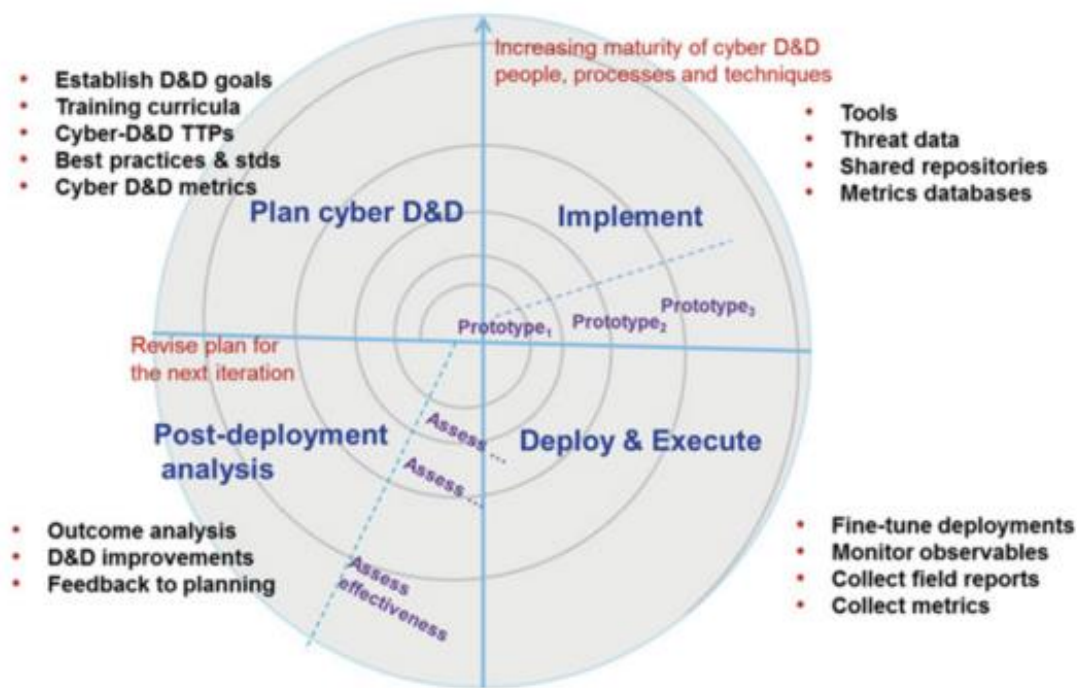 Increasing maturity of cyber D&D
people, processes and techniques
• Establish D&D goals
• Training curricula
• Cyber-D&D TTPs
• Best practices & stds
• Cyber D&D metrics
• Tools
• Threat data
• Shared repositories
• Metrics databases
Plan cyber D&D
Implement
Prototype₁
Prototype₂
Prototype₃
Revise plan for
the next iteration
Post-deployment
analysis
Assess ...
Assess ...
Assess
effectiveness
Deploy & Execute
• Outcome analysis
• D&D improvements
• Feedback to planning
• Fine-tune deployments
• Monitor observables
• Collect field reports
• Collect metrics